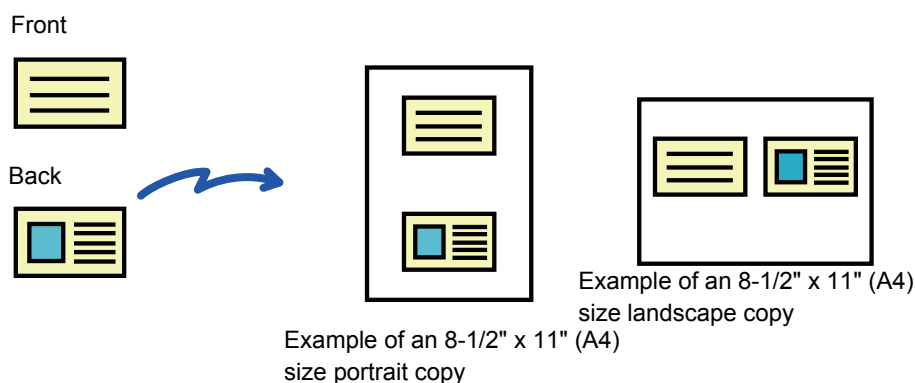 Front
Back
Example of an 8-1/2" x 11" (A4)
size portrait copy
Example of an 8-1/2" x 11" (A4)
size landscape copy